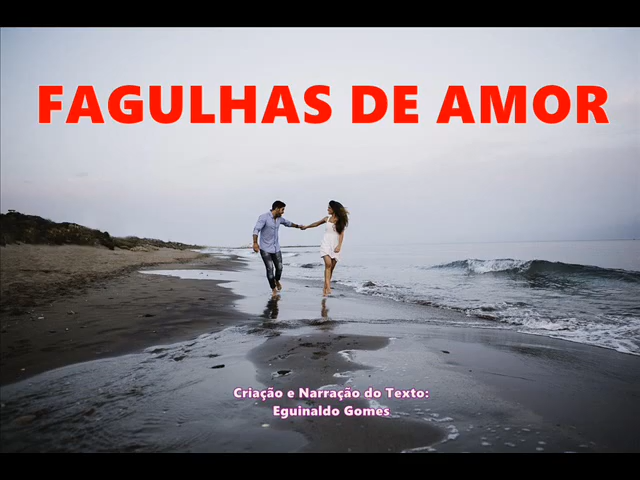 FAGULHAS DE AMOR
Criação e Narração do Texto:
Eguinaldo Gomes